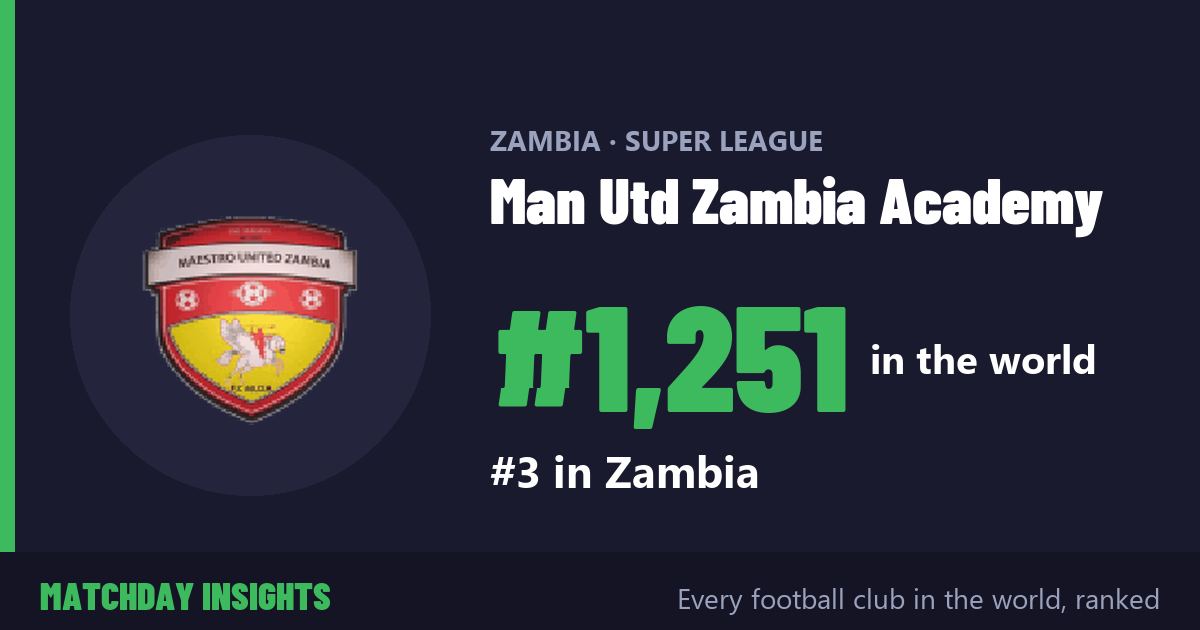 ZAMBIA · SUPER LEAGUE
Man Utd Zambia Academy
MAESTRO UNITED ZAMBIA
#1,251 in the world
#3 in Zambia
MATCHDAY INSIGHTS
Every football club in the world, ranked